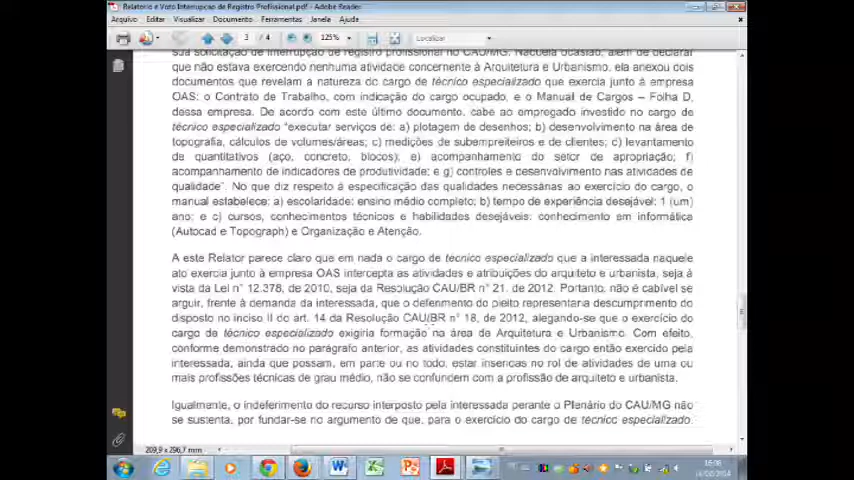 Relatorio e Voto Interrupcao de Registro Profissional.pdf - Adobe Reader
Arquivo Editar Visualizar Documento Ferramentas Janela Ajuda
3 / 4 125% Localizar
sua solicitação de interrupção de registro profissional no CAU/MG. Naquela ocasião, além de declarar
que não estava exercendo nenhuma atividade concernente à Arquitetura e Urbanismo, ela anexou dois
documentos que revelam a natureza do cargo de técnico especializado que exercia junto à empresa
OAS: o Contrato de Trabalho, com indicação do cargo ocupado, e o Manual de Cargos – Folha D,
dessa empresa. De acordo com este último documento, cabe ao empregado investido no cargo de
técnico especializado "executar serviços de: a) plotagem de desenhos; b) desenvolvimento na área de
topografia, cálculos de volumes/áreas; c) medições de subempreiteiros e de clientes; d) levantamento
de quantitativos (aço, concreto, blocos); e) acompanhamento do setor de apropriação; f)
acompanhamento de indicadores de produtividade; e g) controles e desenvolvimento nas atividades de
qualidade". No que diz respeito à especificação das qualidades necessárias ao exercício do cargo, o
manual estabelece: a) escolaridade: ensino médio completo; b) tempo de experiência desejável: 1 (um)
ano; e c) cursos, conhecimentos técnicos e habilidades desejáveis: conhecimento em informática
(Autocad e Topograph) e Organização e Atenção.
A este Relator parece claro que em nada o cargo de técnico especializado que a interessada naquele
ato exercia junto à empresa OAS intercepta as atividades e atribuições do arquiteto e urbanista, seja à
vista da Lei n° 12.378, de 2010, seja da Resolução CAU/BR n° 21, de 2012. Portanto, não é cabível se
arguir, frente à demanda da interessada, que o deferimento do pleito representaria descumprimento do
disposto no inciso II do art. 14 da Resolução CAU/BR n° 18, de 2012, alegando-se que o exercício do
cargo de técnico especializado exigiria formação na área de Arquitetura e Urbanismo. Com efeito,
conforme demonstrado no parágrafo anterior, as atividades constituintes do cargo então exercido pela
interessada, ainda que possam, em parte ou no todo, estar inseridas no rol de atividades de uma ou
mais profissões técnicas de grau médio, não se confundem com a profissão de arquiteto e urbanista.
Igualmente, o indeferimento do recurso interposto pela interessada perante o Plenário do CAU/MG não
se sustenta, por fundar-se no argumento de que, para o exercício do cargo de técnico especializado
209,9 x 296,7 mm